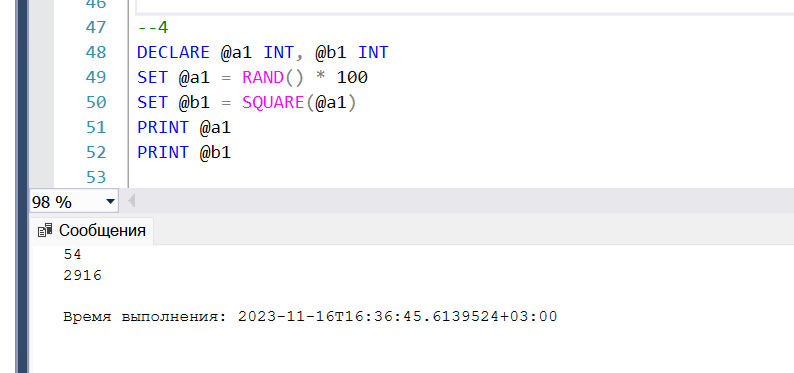 46
47 --4
48 DECLARE @a1 INT, @b1 INT
49 SET @a1 = RAND() * 100
50 SET @b1 = SQUARE(@a1)
51 PRINT @a1
52 PRINT @b1
53
98 %
Сообщения
54
2916
Время выполнения: 2023-11-16T16:36:45.6139524+03:00